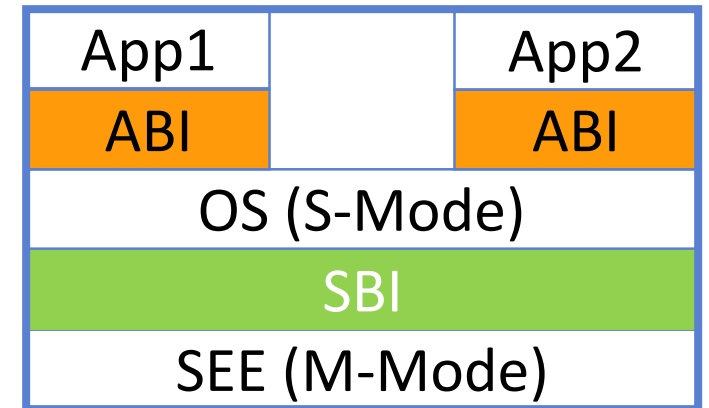 App1 App2
ABI ABI
OS (S-Mode)
SBI
SEE (M-Mode)